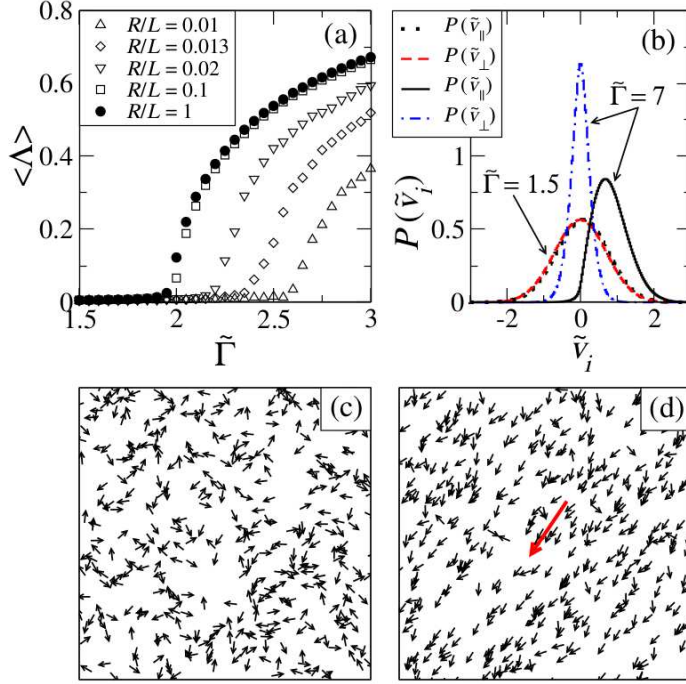 (a)
R/L = 0.01
R/L = 0.013
R/L = 0.02
R/L = 0.1
R/L = 1
<Λ>
0.8
0.6
0.4
0.2
0
1.5 2 2.5 3
Γ̃
(b)
P(ṽ∥)
P(ṽ⊥)
P(ṽ∥)
P(ṽ⊥)
Γ̃ = 7
Γ̃ = 1.5
P(ṽᵢ)
1
0.5
0
-2 0 2
ṽᵢ
(c)
(d)